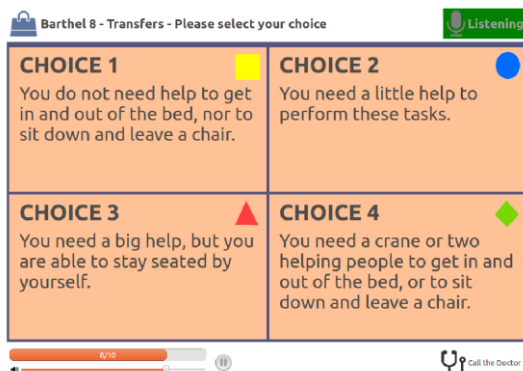 Barthel 8 - Transfers - Please select your choice
Listening
CHOICE 1
You do not need help to get
in and out of the bed, nor to
sit down and leave a chair.
CHOICE 2
You need a little help to
perform these tasks.
CHOICE 3
You need a big help, but you
are able to stay seated by
yourself.
CHOICE 4
You need a crane or two
helping people to get in and
out of the bed, or to sit
down and leave a chair.
8/10
Call the Doctor